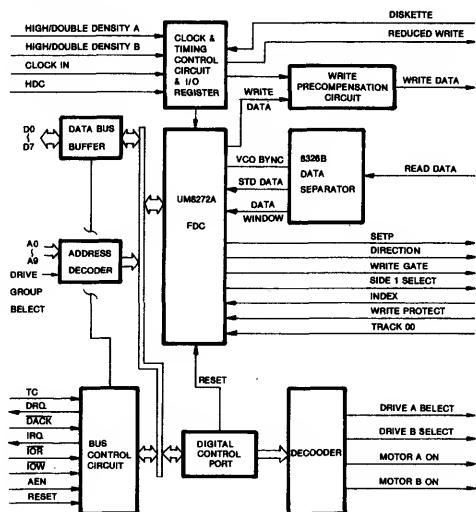 HIGH/DOUBLE DENSITY A
HIGH/DOUBLE DENSITY B
CLOCK IN
HDC
CLOCK &
TIMING
CONTROL
CIRCUIT
& I/O
REGISTER
DISKETTE
REDUCED WRITE
WRITE
PRECOMPENSATION
CIRCUIT
WRITE DATA
WRITE
DATA
D0
D7
DATA BUS
BUFFER
UM8272A
FDC
VCO BYNC
STD DATA
DATA
WINDOW
8326B
DATA
SEPARATOR
READ DATA
A0
A9
DRIVE
GROUP
BELECT
ADDRESS
DECODER
SETP
DIRECTION
WRITE GATE
SIDE 1 SELECT
INDEX
WRITE PROTECT
TRACK 00
RESET
TC
DRQ
DACK
IRQ
IOR
IOW
AEN
RESET
BUS
CONTROL
CIRCUIT
DIGITAL
CONTROL
PORT
DECOODER
DRIVE A BELECT
DRIVE B SELECT
MOTOR A ON
MOTOR B ON